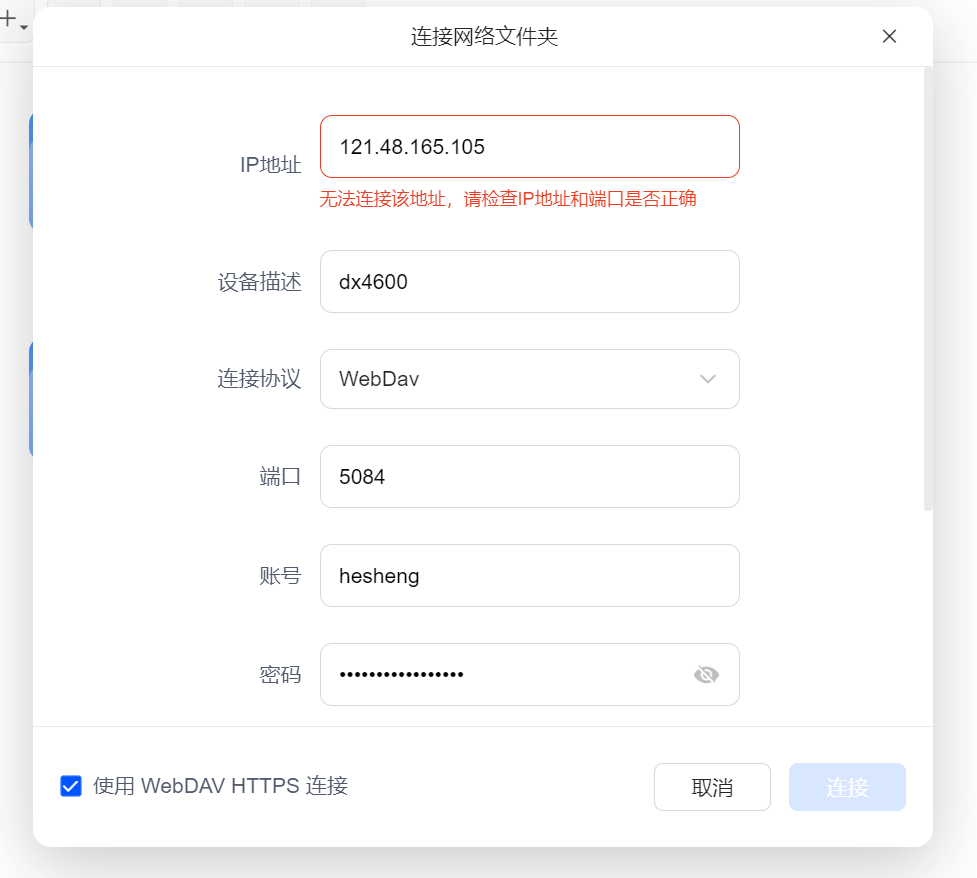 连接网络文件夹
IP地址
121.48.165.105
无法连接该地址，请检查IP地址和端口是否正确
设备描述
dx4600
连接协议
WebDav
端口
5084
账号
hesheng
密码
•••••••••••••••••
使用 WebDAV HTTPS 连接
取消
连接